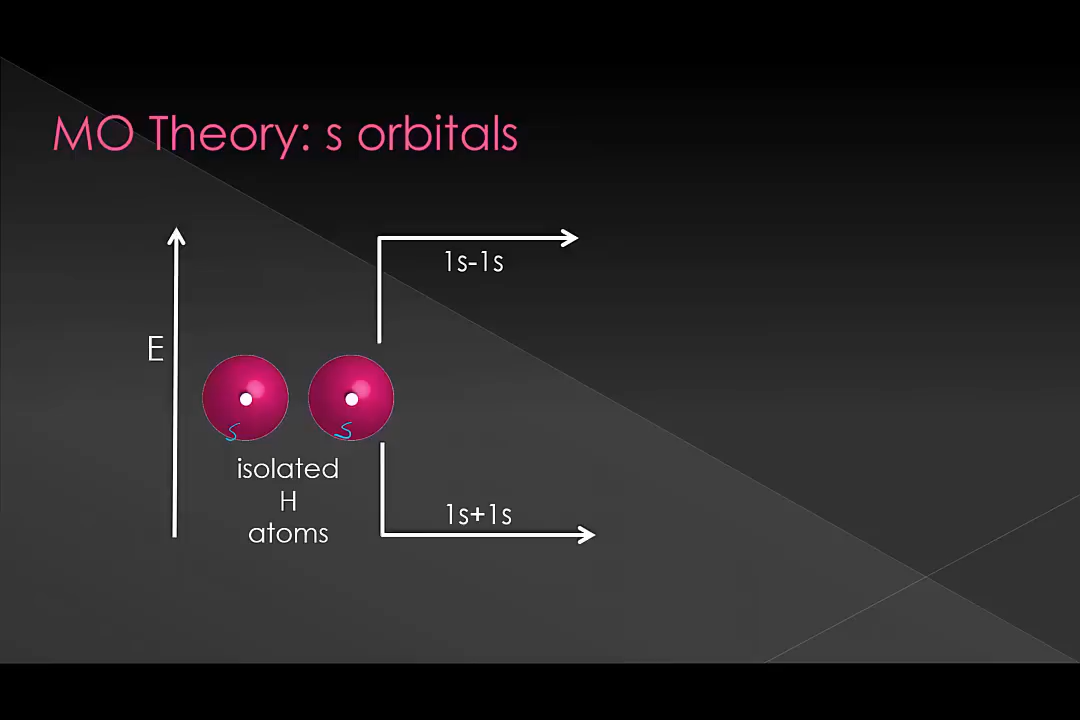 MO Theory: s orbitals
1s-1s
E
s s
isolated
H
atoms
1s+1s